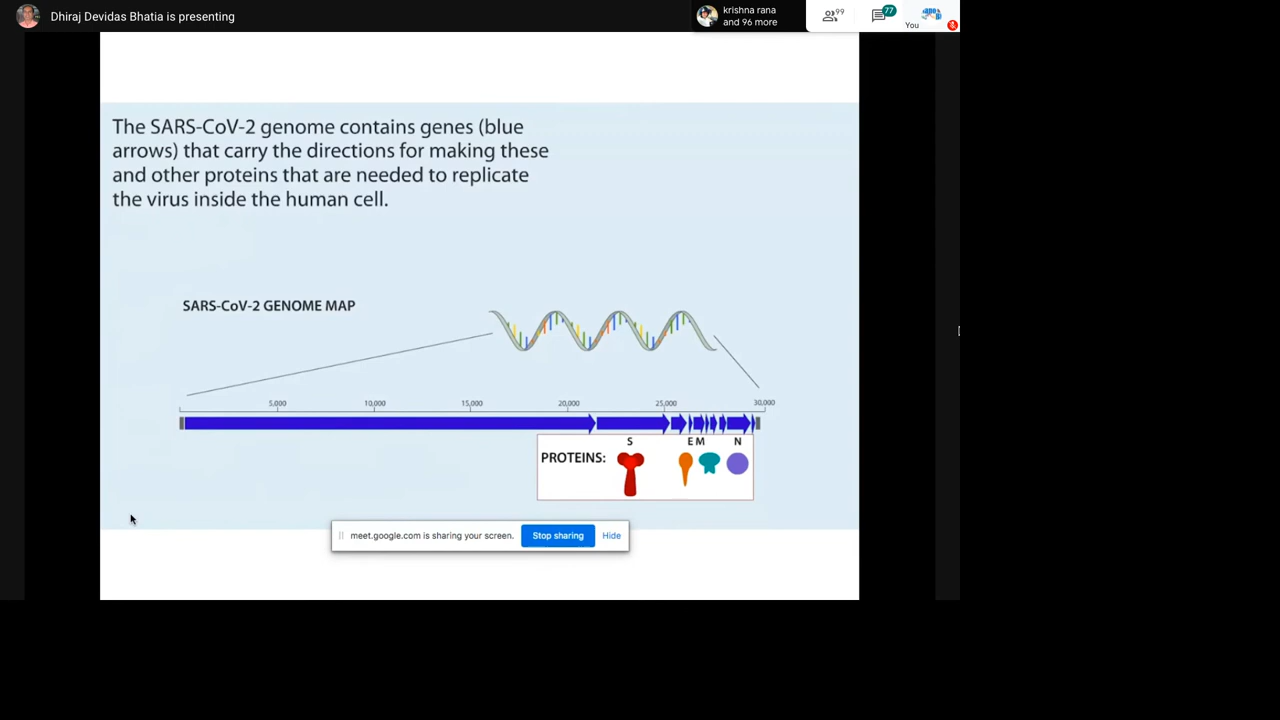 Dhiraj Devidas Bhatia is presenting
krishna rana
and 96 more
99
77
You
The SARS-CoV-2 genome contains genes (blue
arrows) that carry the directions for making these
and other proteins that are needed to replicate
the virus inside the human cell.
SARS-CoV-2 GENOME MAP
5,000 10,000 15,000 20,000 25,000 30,000
S E M N
PROTEINS:
meet.google.com is sharing your screen. Stop sharing Hide